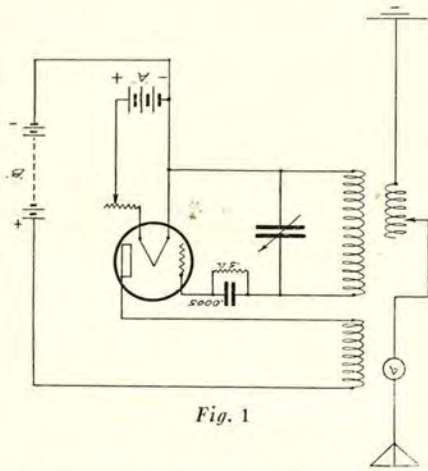 - "A" +
-
"B"
+
.0005
A
Fig. 1